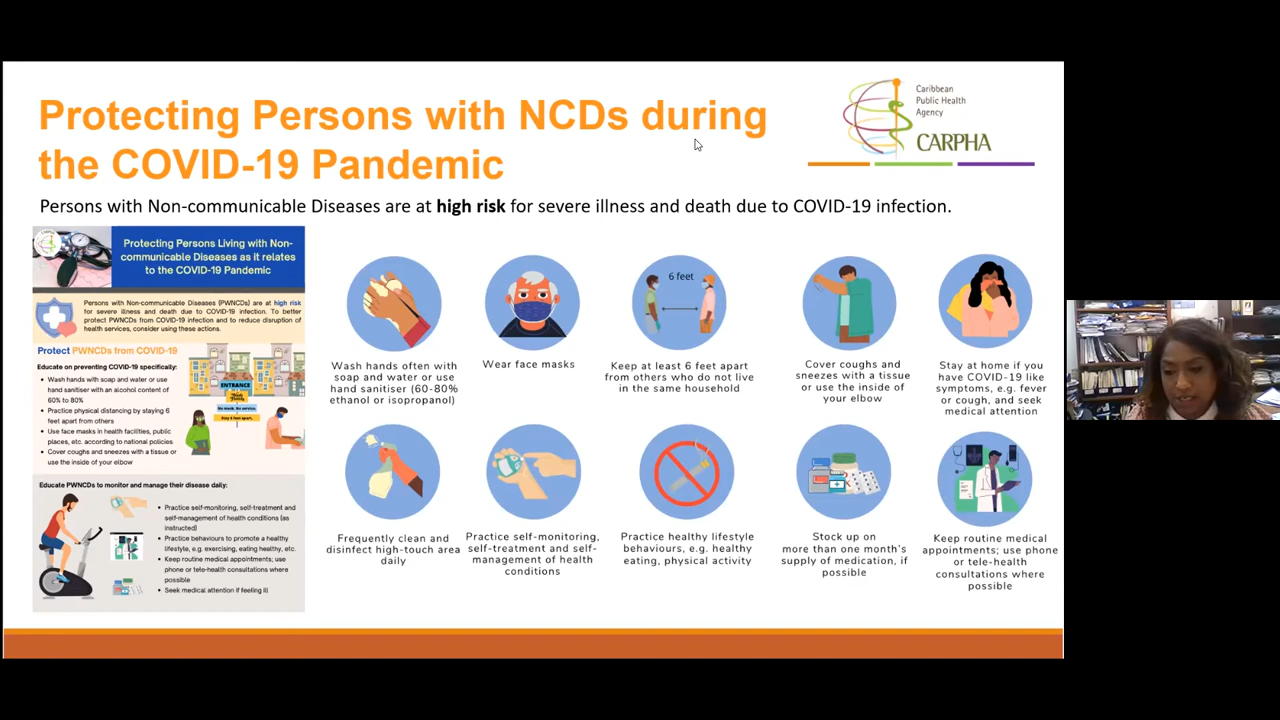 Protecting Persons with NCDs during
the COVID-19 Pandemic
Caribbean
Public Health
Agency
CARPHA
Persons with Non-communicable Diseases are at high risk for severe illness and death due to COVID-19 infection.
Protecting Persons Living with Non-
communicable Diseases as it relates
to the COVID-19 Pandemic
Persons with Non-communicable Diseases (PWNCDs) are at high risk
for severe illness and death due to COVID-19 infection. To better
protect PWNCDs from COVID-19 infection and to reduce disruption of
health services, consider using these actions.
Protect PWNCDs from COVID-19
Educate on preventing COVID-19 specifically:
• Wash hands with soap and water or use
hand sanitiser with an alcohol content of
60% to 80%
• Practice physical distancing by staying 6
feet apart from others
• Use face masks in health facilities, public
places, etc. according to national policies
• Cover coughs and sneezes with a tissue or
use the inside of your elbow
ENTRANCE
No mask, No service.
Stay 6 feet apart.
Educate PWNCDs to monitor and manage their disease daily:
• Practice self-monitoring, self-treatment and
self-management of health conditions (as
instructed)
• Practice behaviours to promote a healthy
lifestyle, e.g. exercising, eating healthy, etc.
• Keep routine medical appointments; use
phone or tele-health consultations where
possible
• Seek medical attention if feeling ill
Wash hands often with
soap and water or use
hand sanitiser (60-80%
ethanol or isopropanol)
Wear face masks
6 feet
Keep at least 6 feet apart
from others who do not live
in the same household
Cover coughs and
sneezes with a tissue
or use the inside of
your elbow
Stay at home if you
have COVID-19 like
symptoms, e.g. fever
or cough, and seek
medical attention
Frequently clean and
disinfect high-touch area
daily
Practice self-monitoring,
self-treatment and self-
management of health
conditions
Practice healthy lifestyle
behaviours, e.g. healthy
eating, physical activity
Stock up on
more than one month's
supply of medication, if
possible
Keep routine medical
appointments; use phone
or tele-health
consultations where
possible